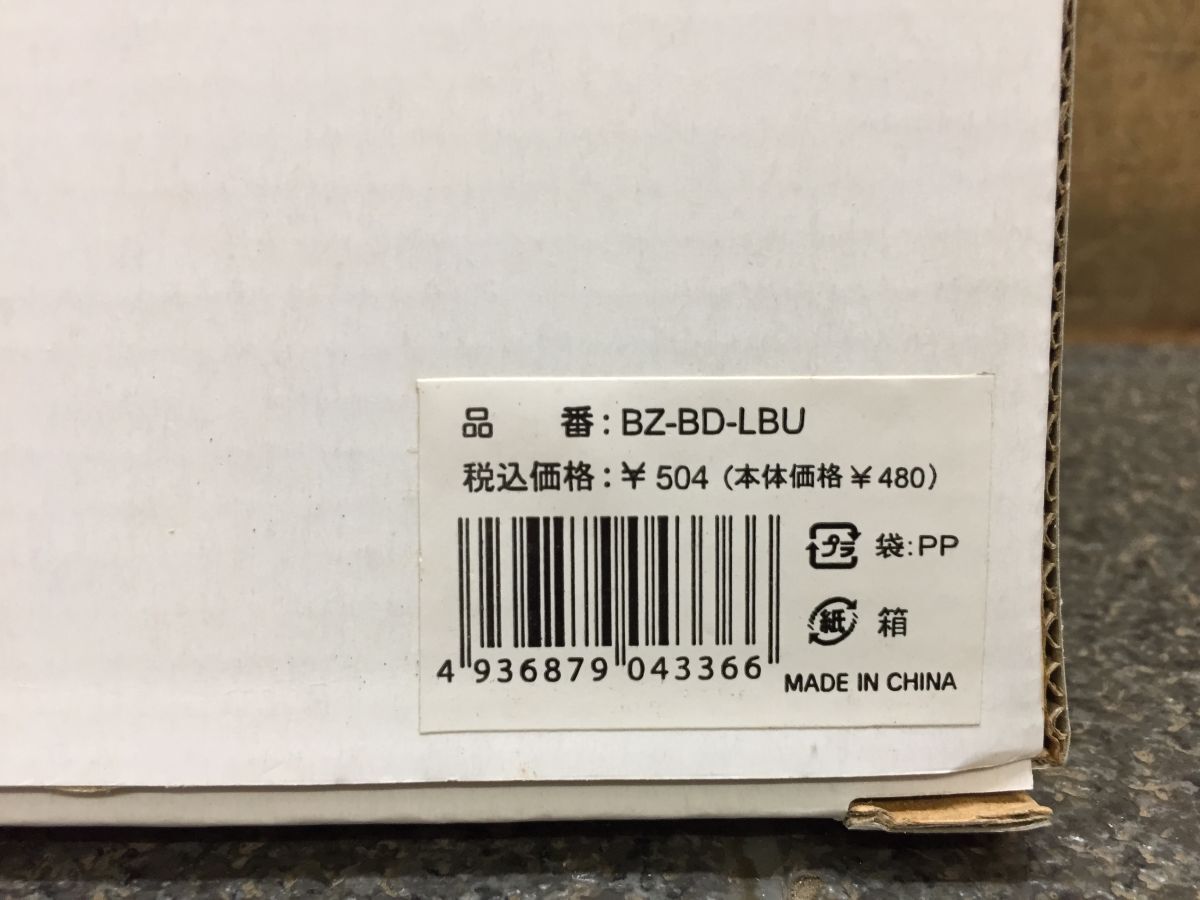 品　　番：BZ-BD-LBU
税込価格：￥504（本体価格￥480）
プラ 袋：PP
紙 箱
4 936879 043366
MADE IN CHINA